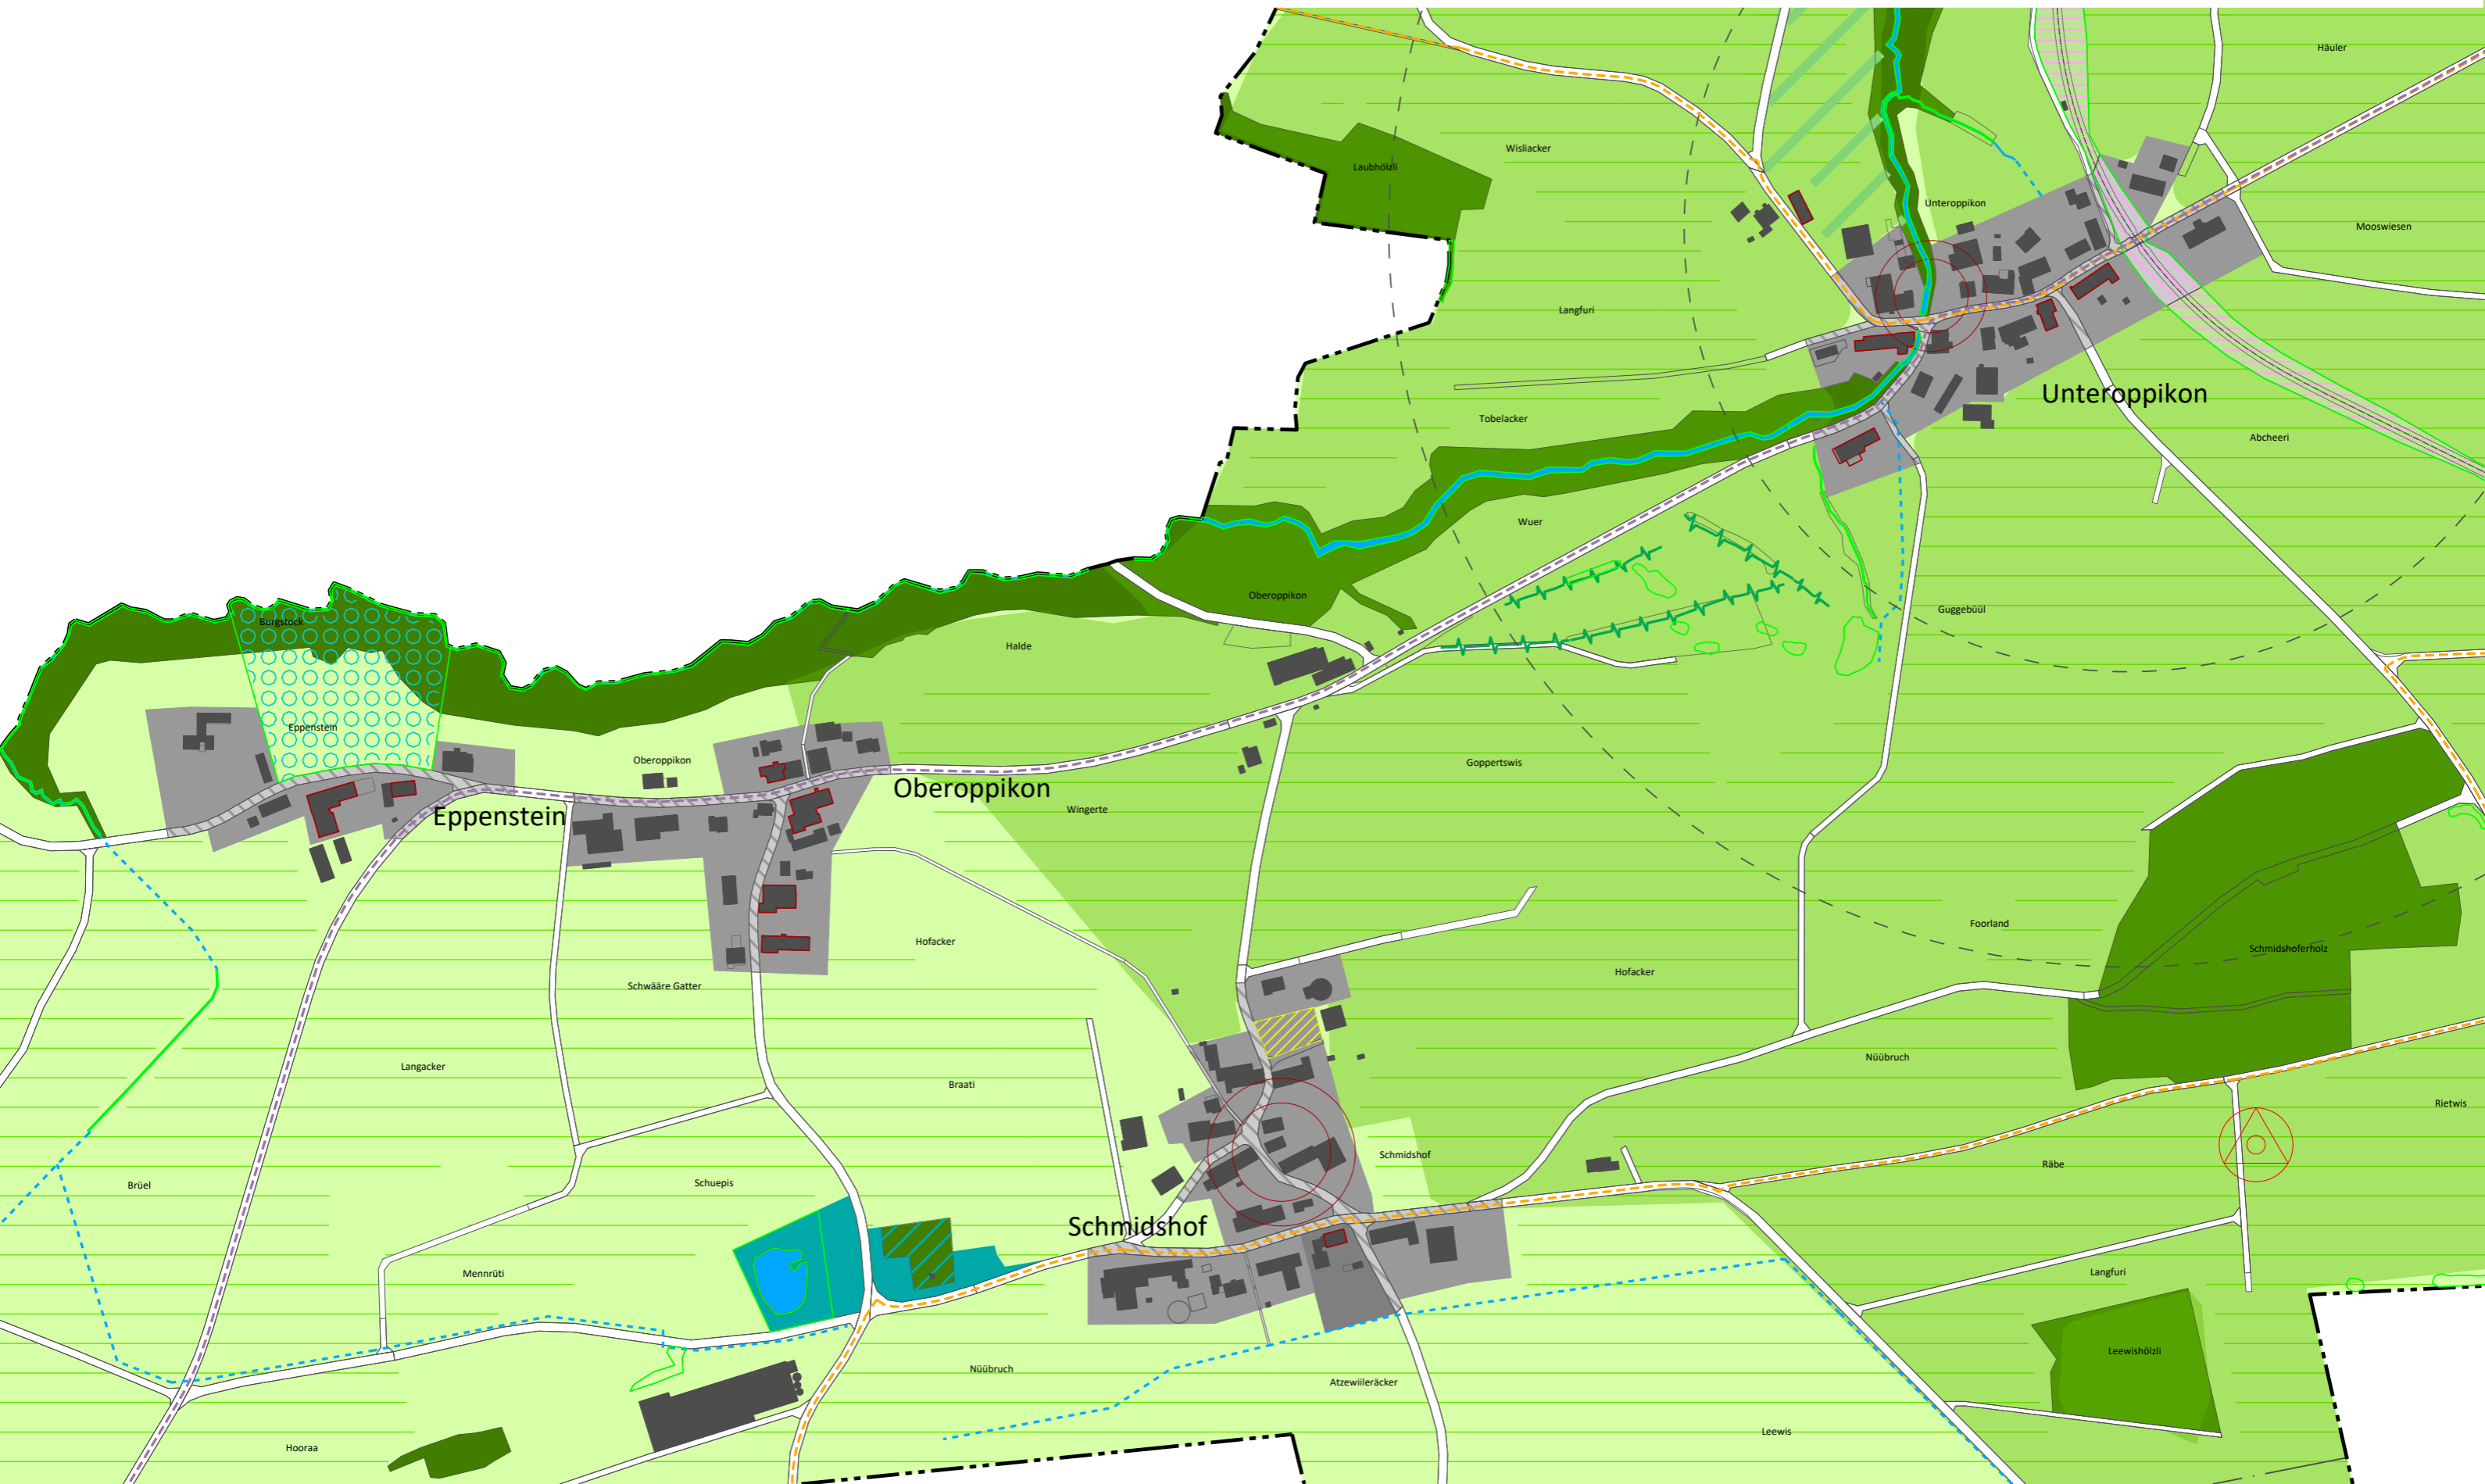 Häuler
Wisliacker
Laubhölzli
Unteroppikon
Mooswiesen
Langfuri
Unteroppikon
Tobelacker
Abcheeri
Wuer
Oberoppikon
Guggebüül
Burgstock
Halde
Eppenstein
Oberoppikon
Goppertswis
Oberoppikon
Wingerte
Eppenstein
Foorland
Hofacker
Schmidshoferholz
Hofacker
Schwääre Gatter
Nüübruch
Langacker
Braati
Rietwis
Schmidshof
Räbe
Brüel
Schuepis
Schmidshof
Mennrüti
Langfuri
Leewishölzli
Nüübruch
Atzewiileräcker
Leewis
Hooraa